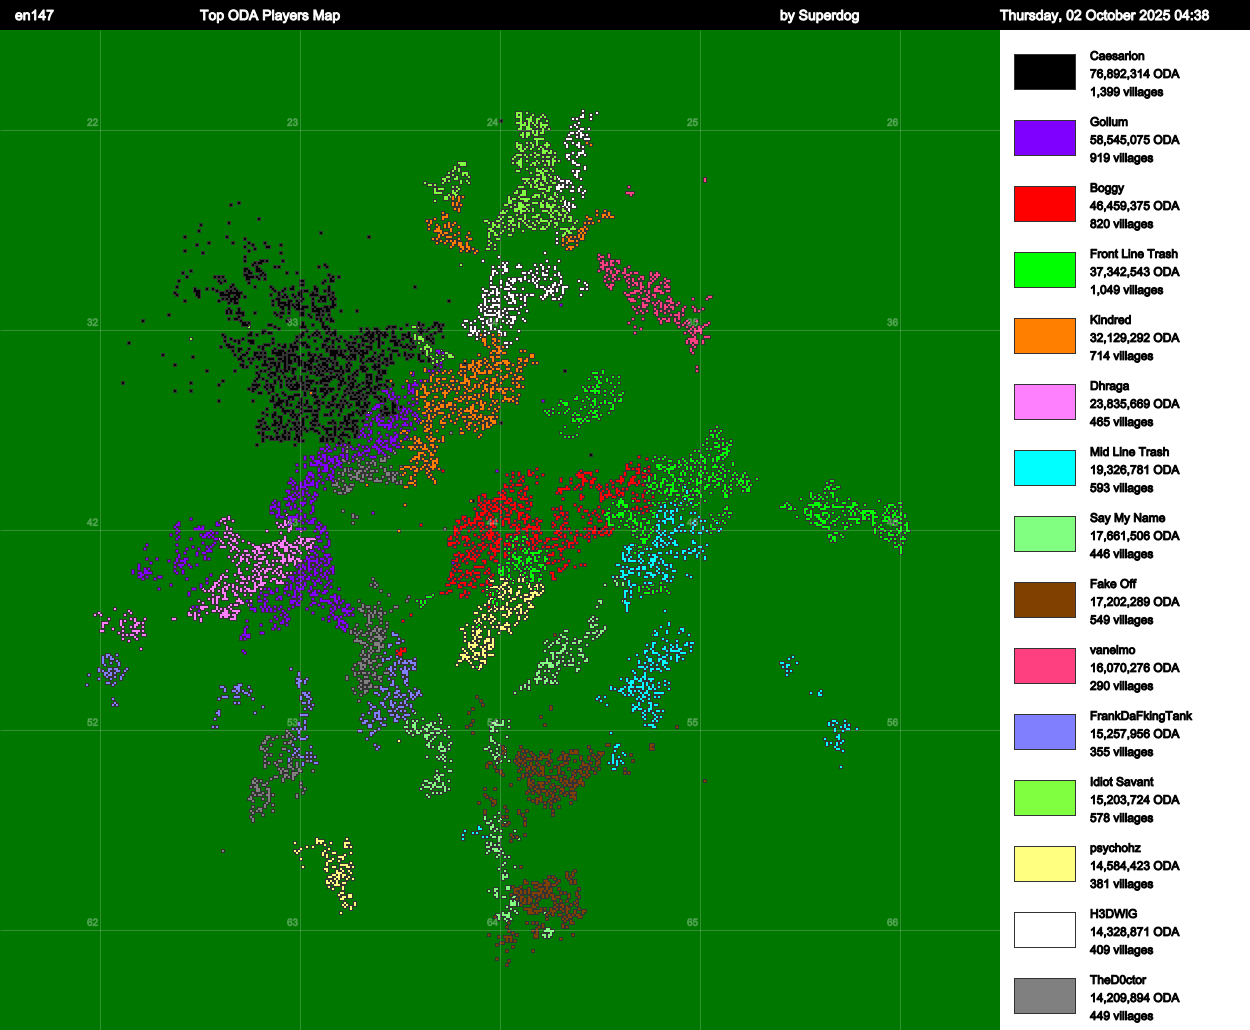 en147 Top ODA Players Map by Superdog Thursday, 02 October 2025 04:38
Caesarion
76,892,314 ODA
1,399 villages
Gollum
58,545,075 ODA
919 villages
Boggy
46,459,375 ODA
820 villages
Front Line Trash
37,342,543 ODA
1,049 villages
Kindred
32,129,292 ODA
714 villages
Dhraga
23,835,669 ODA
465 villages
Mid Line Trash
19,326,781 ODA
593 villages
Say My Name
17,661,506 ODA
446 villages
Fake Off
17,202,289 ODA
549 villages
vanelmo
16,070,276 ODA
290 villages
FrankDaFkingTank
15,257,956 ODA
355 villages
Idiot Savant
15,203,724 ODA
578 villages
psychohz
14,584,423 ODA
381 villages
H3DWIG
14,328,871 ODA
409 villages
TheD0ctor
14,209,894 ODA
449 villages
22 23 24 25 26
32 33 36
42 43 44 45
52 53 54 55 56
62 63 64 65 66